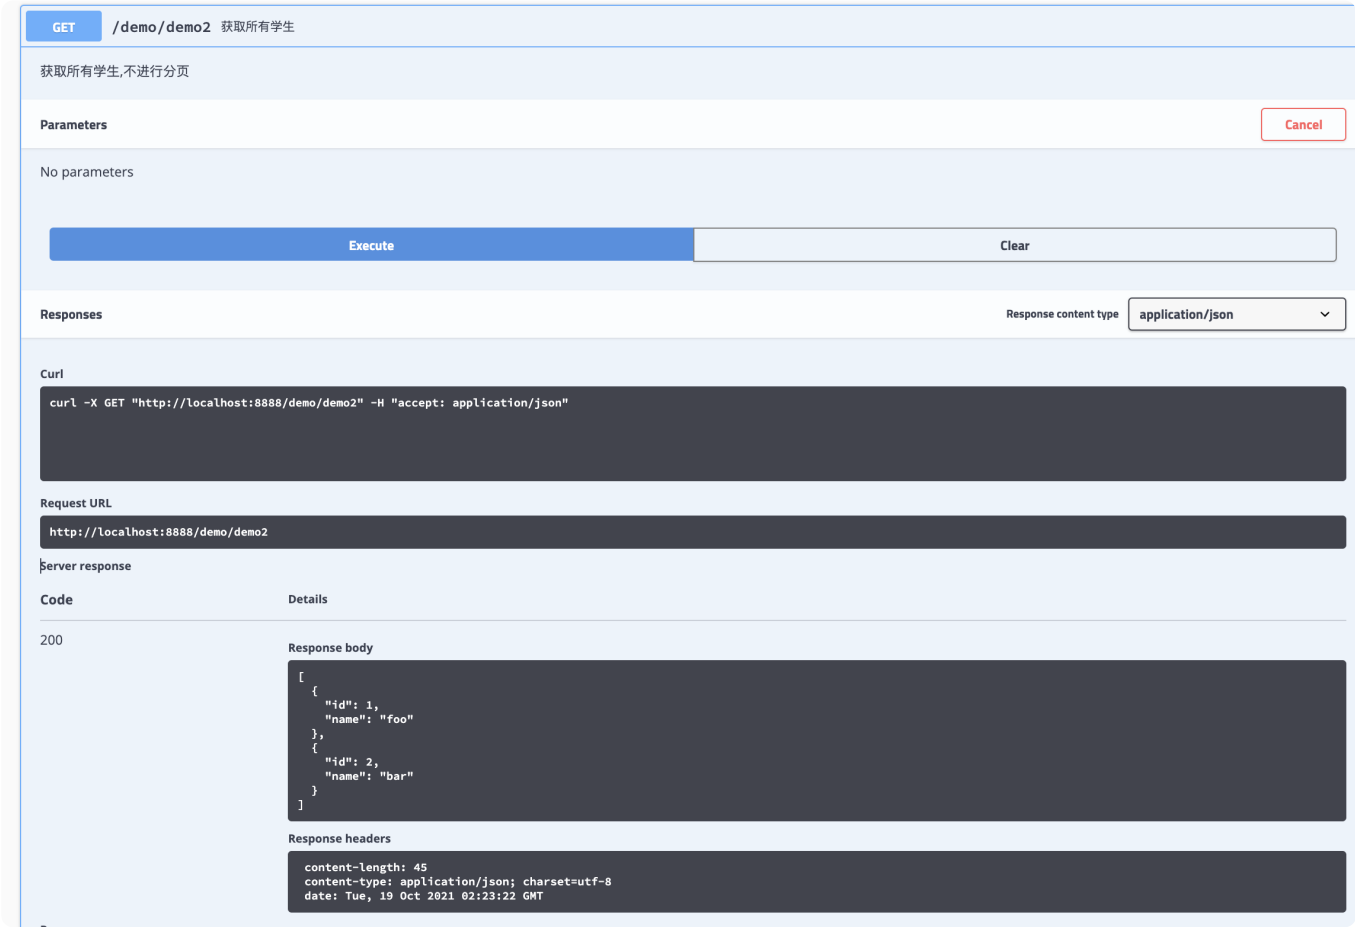 GET /demo/demo2 获取所有学生
获取所有学生,不进行分页
Parameters
Cancel
No parameters
Execute
Clear
Responses
Response content type
application/json
Curl
curl -X GET "http://localhost:8888/demo/demo2" -H "accept: application/json"
Request URL
http://localhost:8888/demo/demo2
Server response
Code
Details
200
Response body
[
{
"id": 1,
"name": "foo"
},
{
"id": 2,
"name": "bar"
}
]
Response headers
content-length: 45
content-type: application/json; charset=utf-8
date: Tue, 19 Oct 2021 02:23:22 GMT